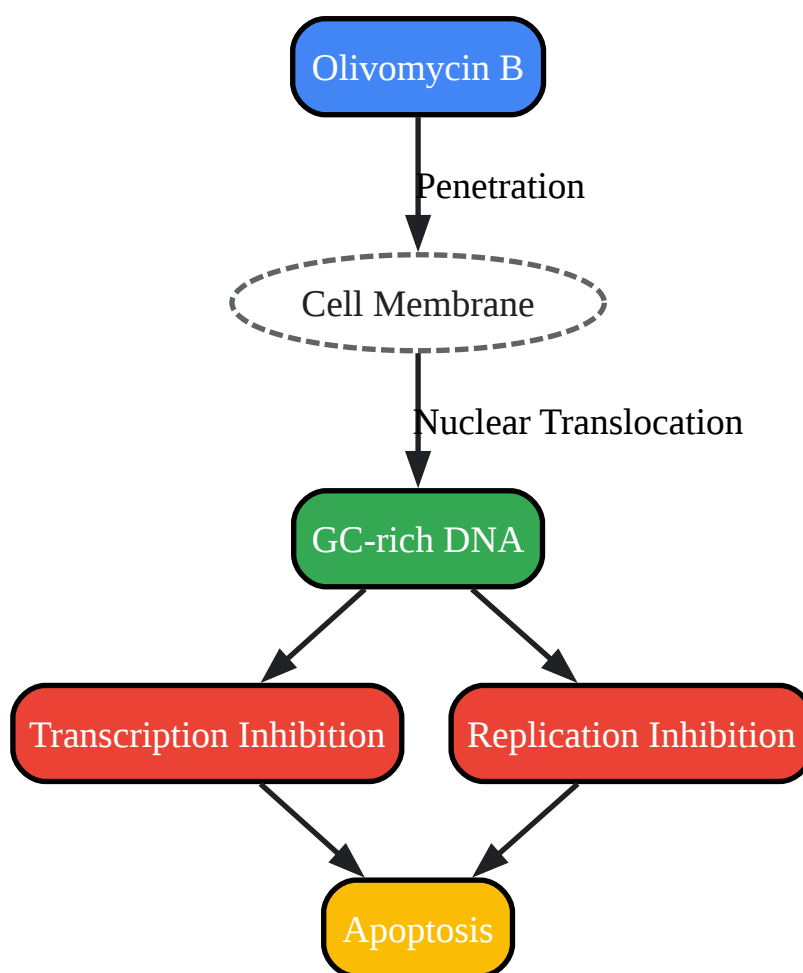 Olivomycin B
Penetration
Cell Membrane
Nuclear Translocation
GC-rich DNA
Transcription Inhibition
Replication Inhibition
Apoptosis